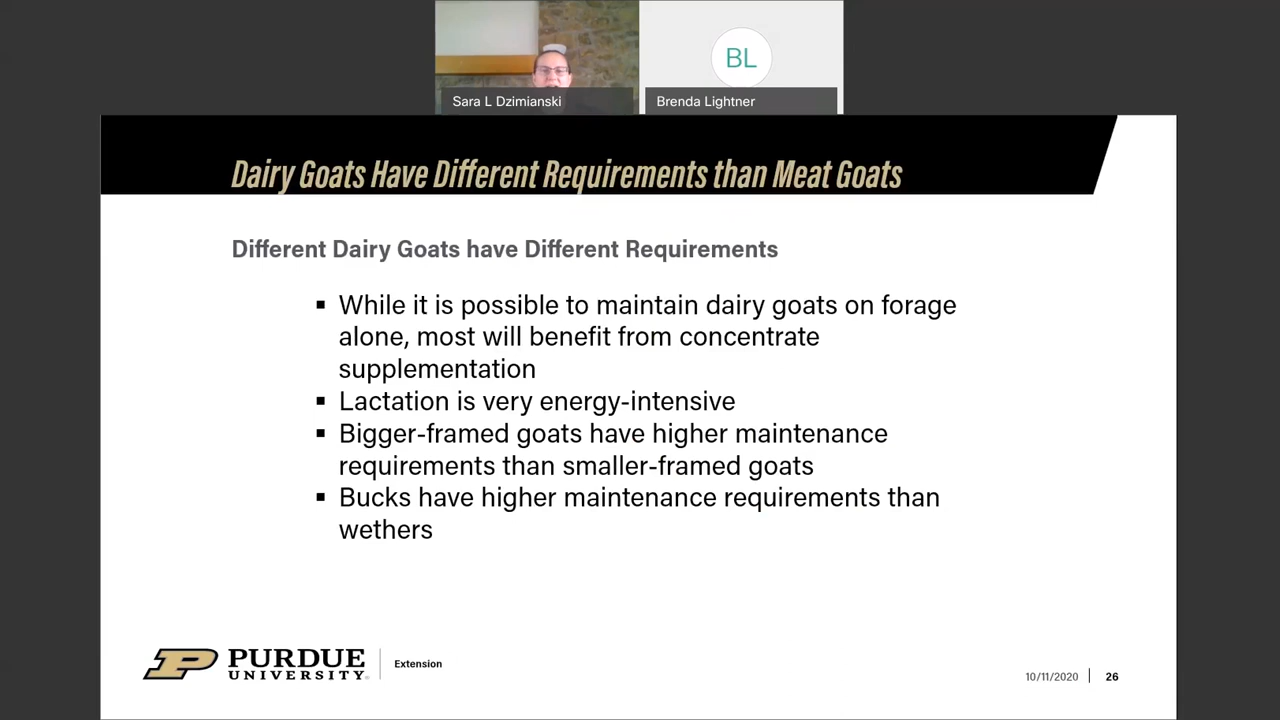 BL
Sara L Dzimianski
Brenda Lightner
Dairy Goats Have Different Requirements than Meat Goats
Different Dairy Goats have Different Requirements
▪ While it is possible to maintain dairy goats on forage
alone, most will benefit from concentrate
supplementation
▪ Lactation is very energy-intensive
▪ Bigger-framed goats have higher maintenance
requirements than smaller-framed goats
▪ Bucks have higher maintenance requirements than
wethers
P PURDUE
UNIVERSITY®
Extension
10/11/2020 | 26